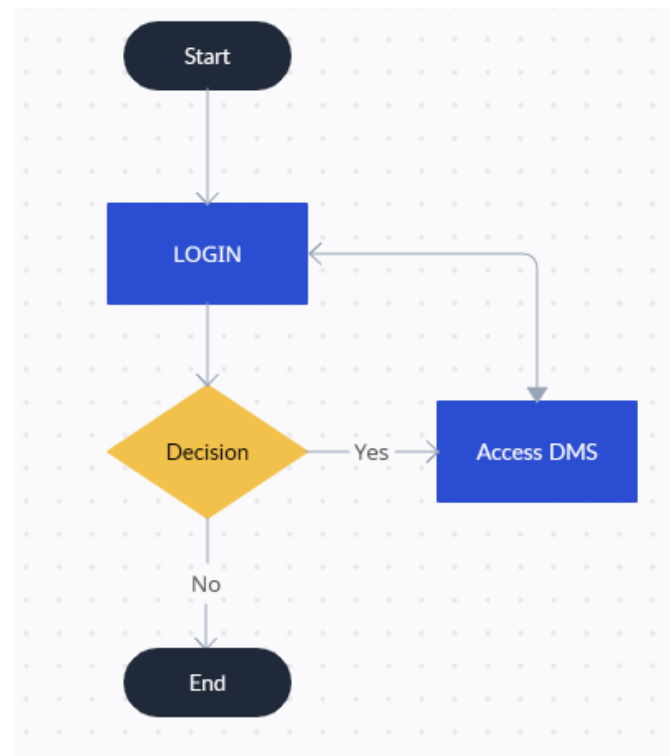 Start
LOGIN
Decision
Yes
Access DMS
No
End